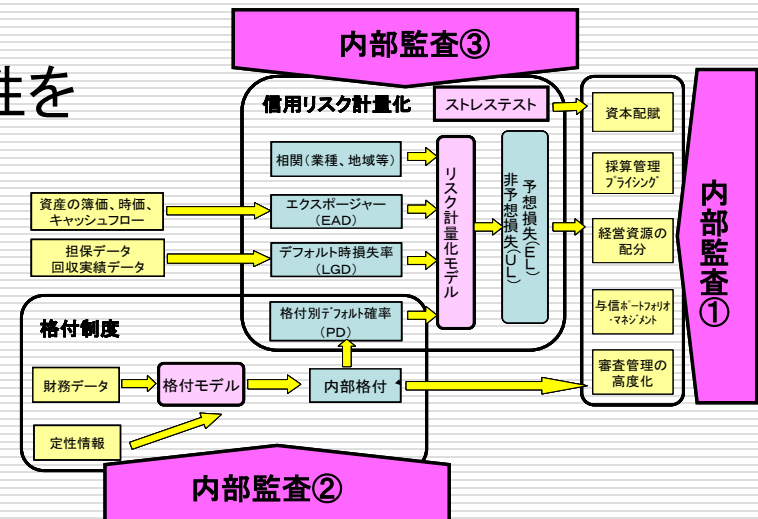 内部監査③
性を
信用リスク計量化
ストレステスト
資本配賦
相関(業種、地域等)
採算管理
プライシング
資産の簿価、時価、
キャッシュフロー
エクスポージャー
(EAD)
リスク計量化モデル
予想損失(EL)
非予想損失(UL)
経営資源の
配分
内部監査①
担保データ
回収実績データ
デフォルト時損失率
(LGD)
格付制度
格付別デフォルト確率
(PD)
与信ポートフォリオ
・マネジメント
財務データ
格付モデル
内部格付
審査管理の
高度化
定性情報
内部監査②